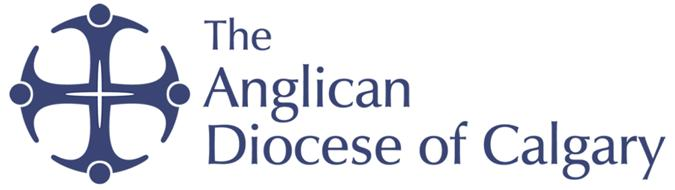 The
Anglican
Diocese of Calgary